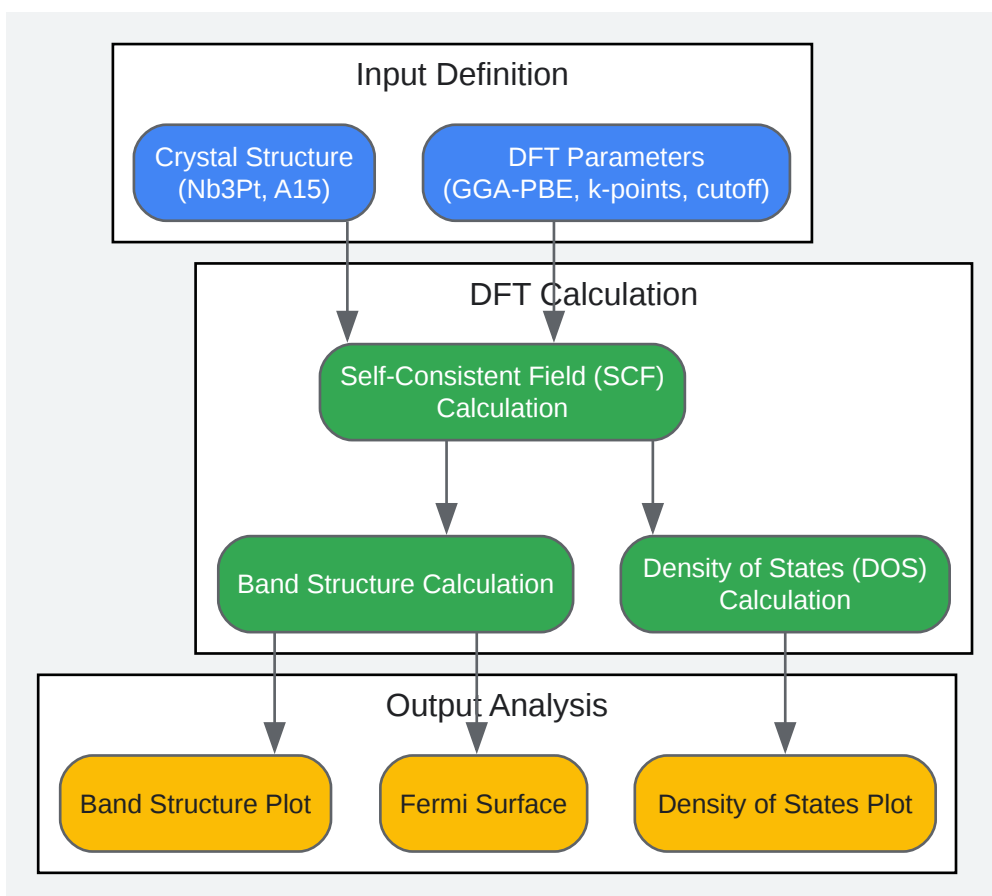 Input Definition
Crystal Structure
(Nb3Pt, A15)
DFT Parameters
(GGA-PBE, k-points, cutoff)
DFT Calculation
Self-Consistent Field (SCF)
Calculation
Band Structure Calculation
Density of States (DOS)
Calculation
Output Analysis
Band Structure Plot
Fermi Surface
Density of States Plot